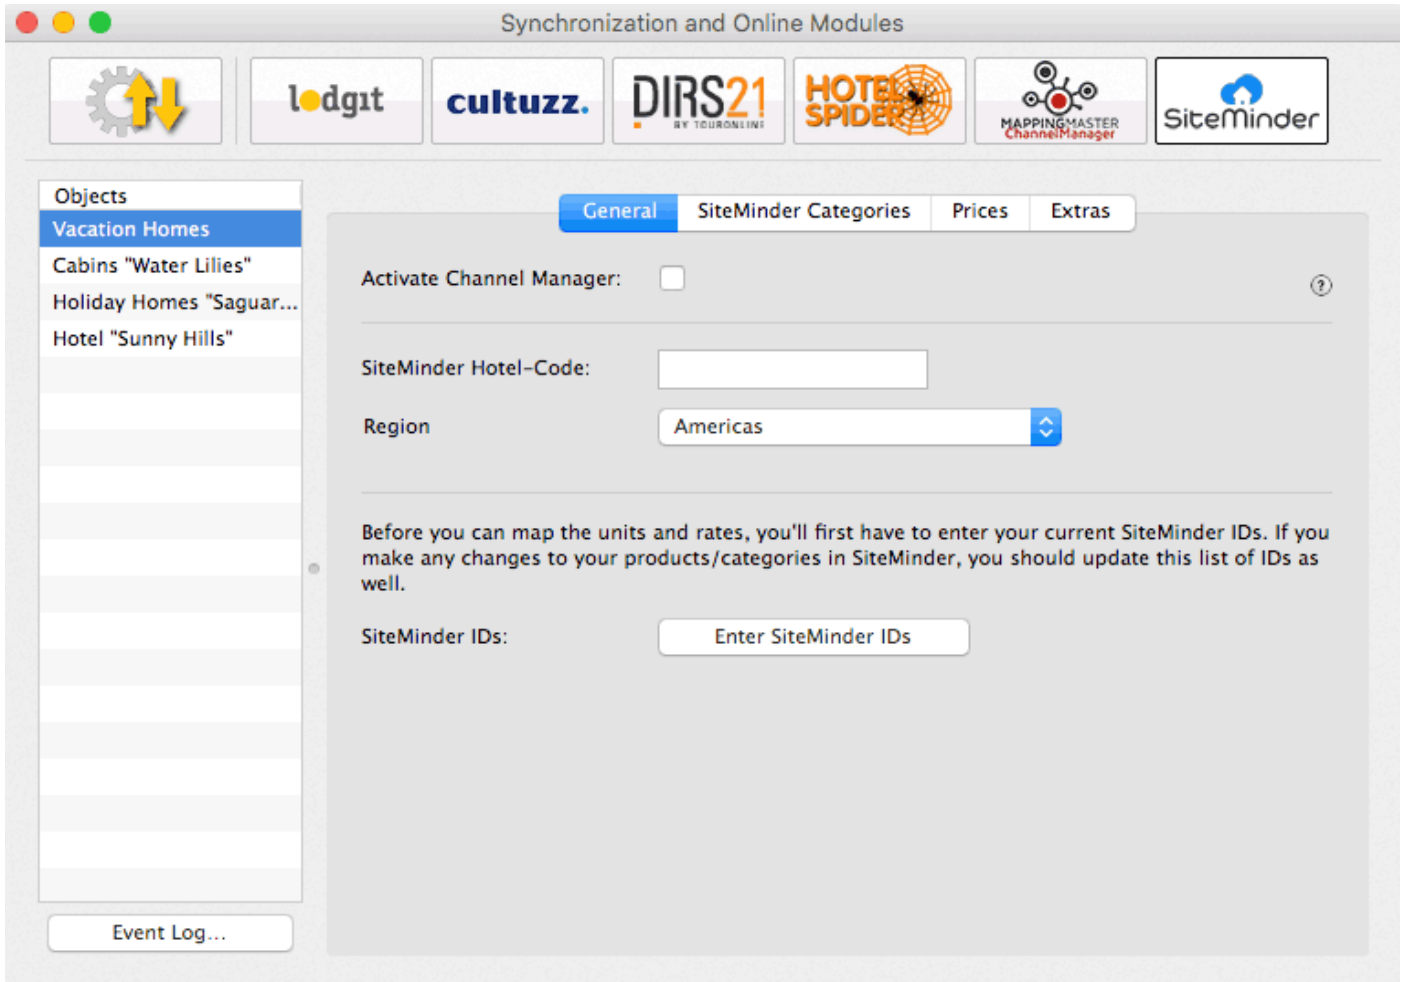 Synchronization and Online Modules
lodgit
cultuzz.
DIRS21
BY TOURONLINE
HOTEL
SPIDER
MAPPINGMASTER
ChannelManager
SiteMinder
Objects
Vacation Homes
Cabins "Water Lilies"
Holiday Homes "Saguar...
Hotel "Sunny Hills"
Event Log...
General
SiteMinder Categories
Prices
Extras
Activate Channel Manager:
?
SiteMinder Hotel-Code:
Region
Americas
Before you can map the units and rates, you'll first have to enter your current SiteMinder IDs. If you
make any changes to your products/categories in SiteMinder, you should update this list of IDs as
well.
SiteMinder IDs:
Enter SiteMinder IDs